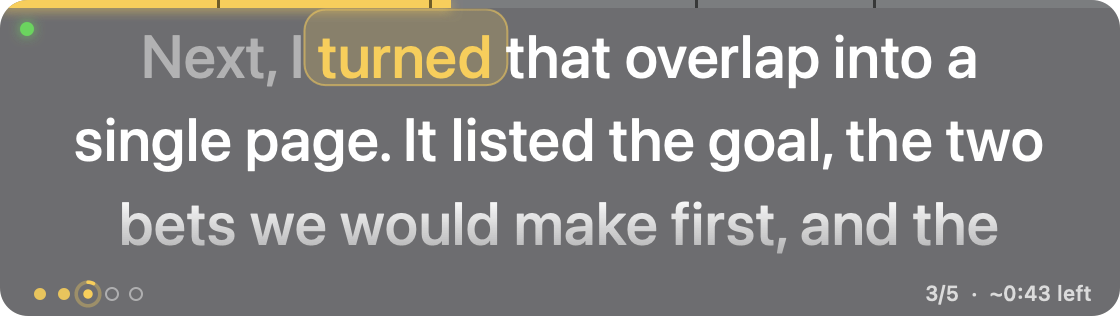 Next, I turned that overlap into a
single page. It listed the goal, the two
bets we would make first, and the
3/5 · ~0:43 left